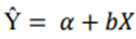 Ŷ = α + bX